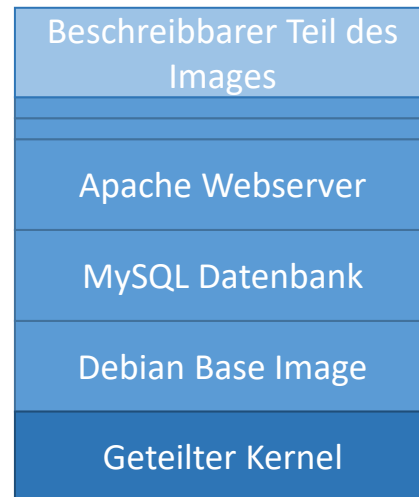 Beschreibbarer Teil des
Images
Apache Webserver
MySQL Datenbank
Debian Base Image
Geteilter Kernel